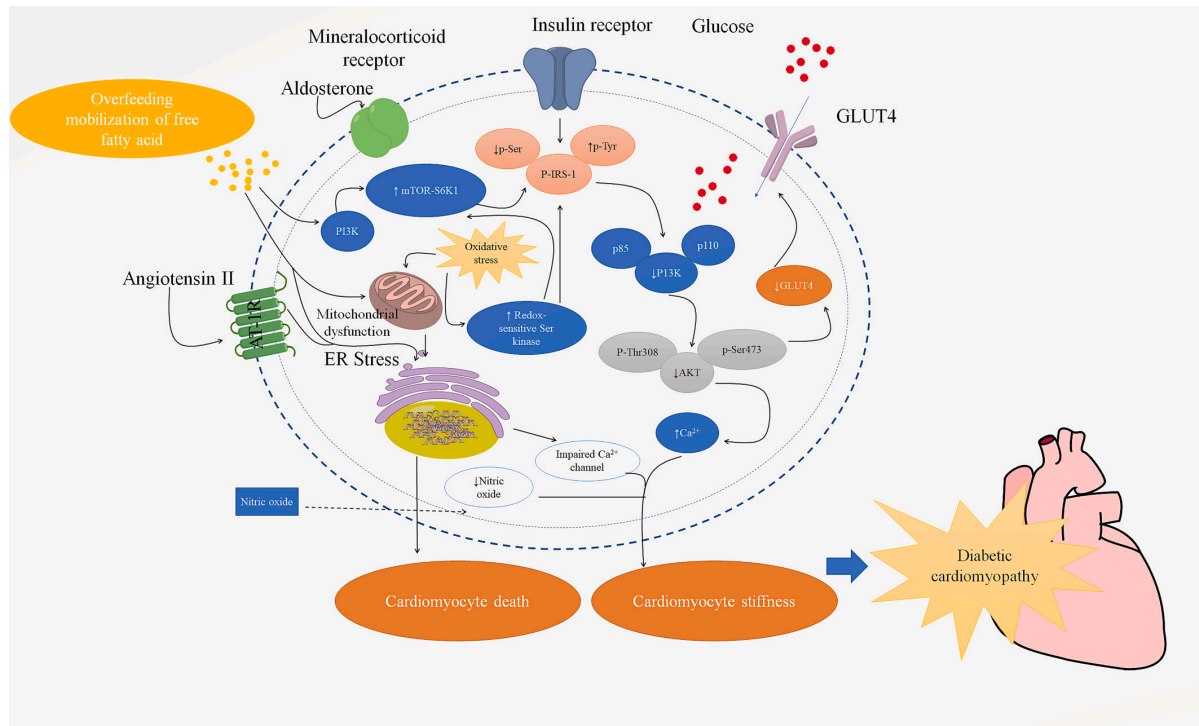 Insulin receptor
Glucose
Mineralocorticoid
receptor
Aldosterone
Overfeeding
mobilization of free
fatty acid
GLUT4
↓p-Ser
↑p-Tyr
P-IRS-1
↑ mTOR-S6K1
PI3K
Oxidative
stress
p85
p110
↓P13K
Angiotensin II
AT-1R
↓GLUT4
Mitochondrial
dysfunction
↑ Redox-
sensitive Ser
kinase
ER Stress
P-Thr308
p-Ser473
↓AKT
↑Ca²⁺
Impaired Ca²⁺
channel
↓Nitric
oxide
Nitric oxide
Diabetic
cardiomyopathy
Cardiomyocyte death
Cardiomyocyte stiffness